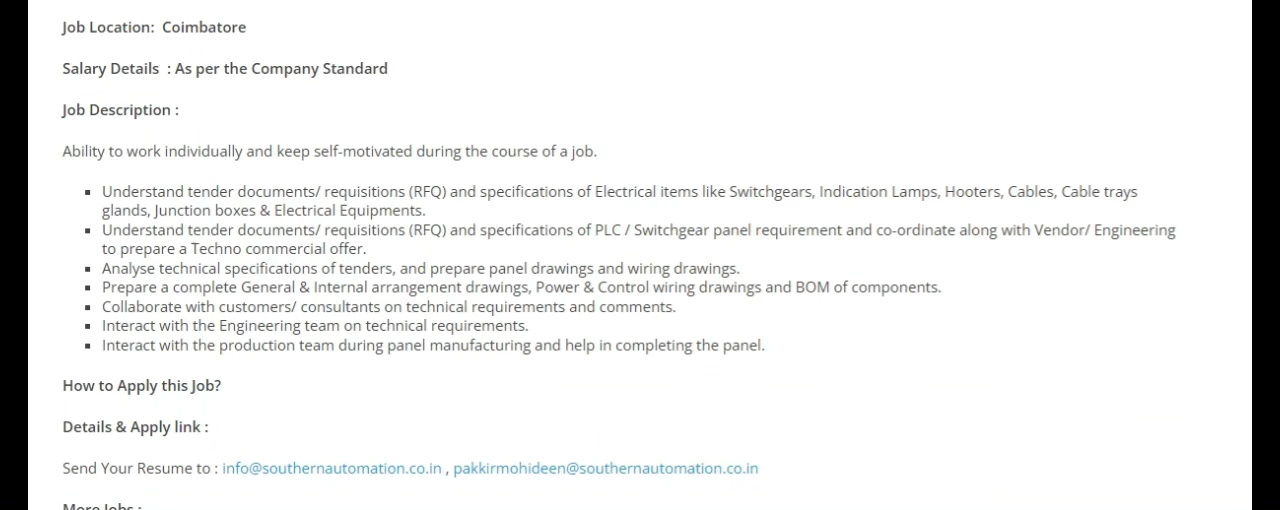 Job Location: Coimbatore
Salary Details : As per the Company Standard
Job Description :
Ability to work individually and keep self-motivated during the course of a job.
Understand tender documents/ requisitions (RFQ) and specifications of Electrical items like Switchgears, Indication Lamps, Hooters, Cables, Cable trays
glands, Junction boxes & Electrical Equipments.
Understand tender documents/ requisitions (RFQ) and specifications of PLC / Switchgear panel requirement and co-ordinate along with Vendor/ Engineering
to prepare a Techno commercial offer.
Analyse technical specifications of tenders, and prepare panel drawings and wiring drawings.
Prepare a complete General & Internal arrangement drawings, Power & Control wiring drawings and BOM of components.
Collaborate with customers/ consultants on technical requirements and comments.
Interact with the Engineering team on technical requirements.
Interact with the production team during panel manufacturing and help in completing the panel.
How to Apply this Job?
Details & Apply link :
Send Your Resume to : info@southernautomation.co.in , pakkirmohideen@southernautomation.co.in
More Jobs :